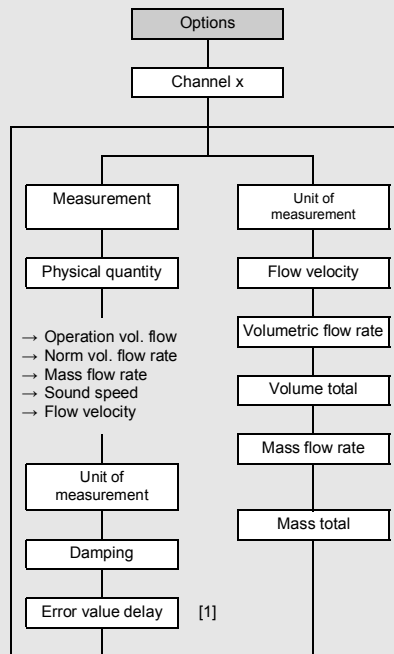 Options
Channel x
Measurement
Physical quantity
→ Operation vol. flow
→ Norm vol. flow rate
→ Mass flow rate
→ Sound speed
→ Flow velocity
Unit of
measurement
Damping
Error value delay [1]
Unit of
measurement
Flow velocity
Volumetric flow rate
Volume total
Mass flow rate
Mass total